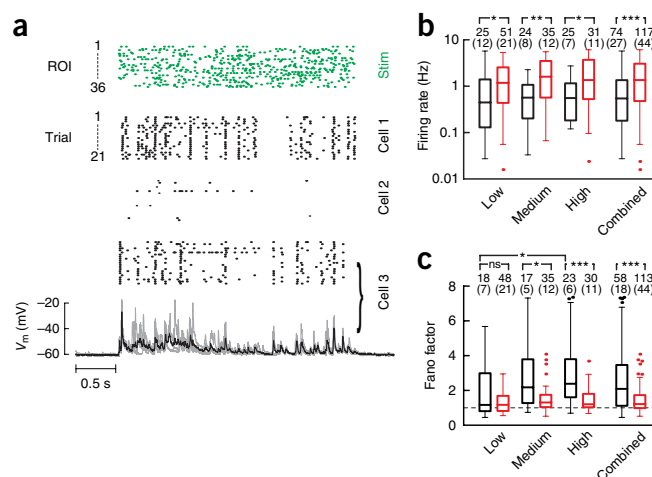 a
ROI
1
36
Stim
Trial
1
21
Cell 1
Cell 2
Cell 3
−20
−40
−60
Vm (mV)
0.5 s
b
* ** * ***
25 51 24 35 25 31 74 117
(12) (21) (8) (12) (7) (11) (27) (44)
10
1
0.1
0.01
Firing rate (Hz)
Low Medium High Combined
c
*
ns * *** ***
18 48 17 35 23 30 58 113
(7) (21) (5) (12) (6) (11) (18) (44)
8
6
4
2
0
Fano factor
Low Medium High Combined